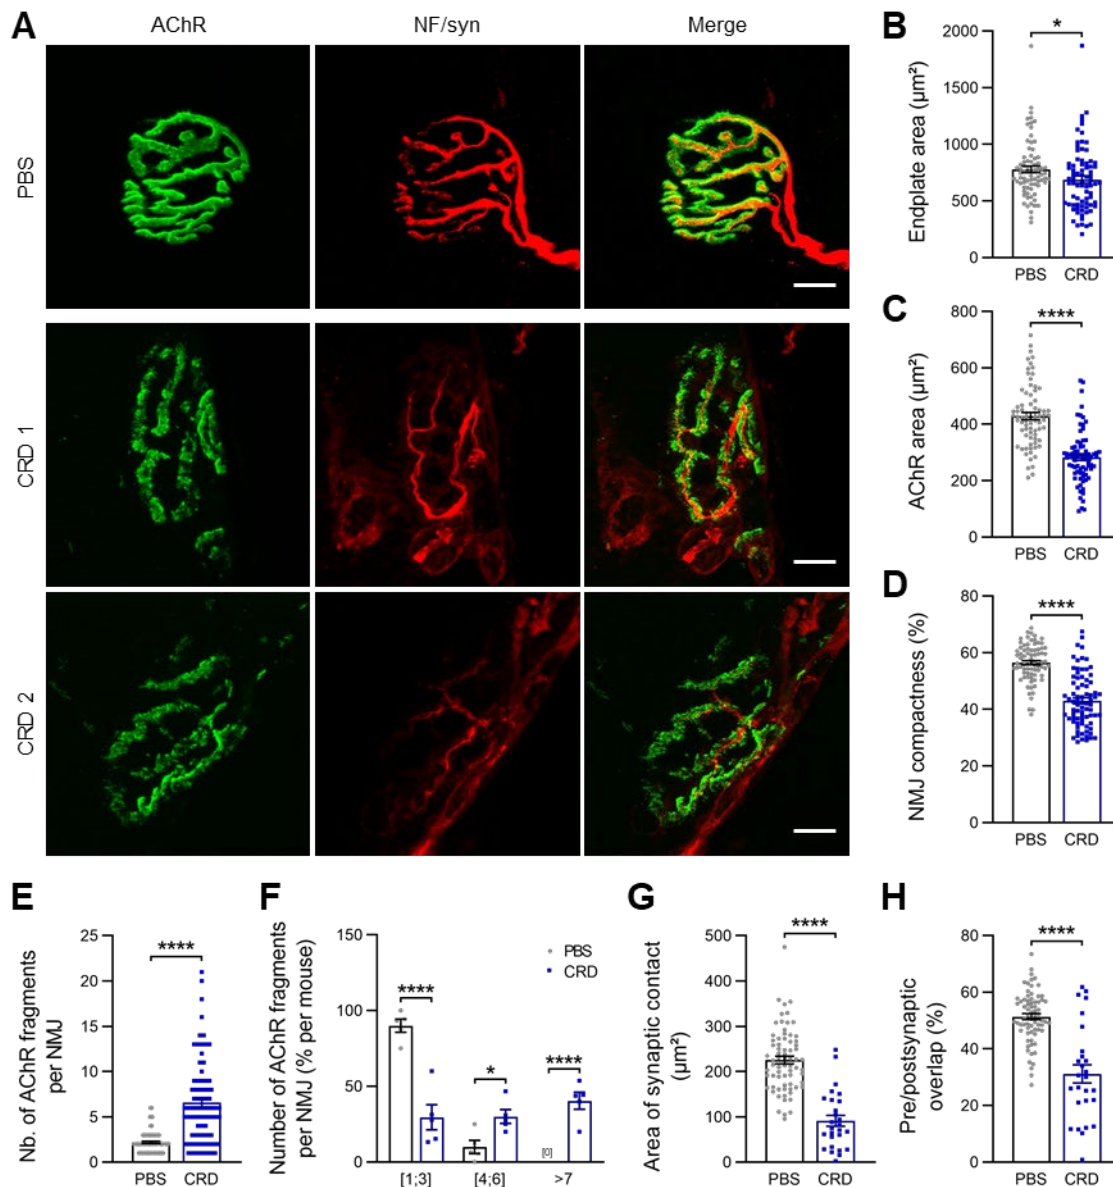 A
AChR
NF/syn
Merge
PBS
CRD 1
CRD 2
B
Endplate area (µm²)
2000
1500
1000
500
0
*
PBS
CRD
C
AChR area (µm²)
800
600
400
200
0
****
PBS
CRD
D
NMJ compactness (%)
80
60
40
20
0
****
PBS
CRD
E
Nb. of AChR fragments
per NMJ
25
20
15
10
5
0
****
PBS
CRD
F
Number of AChR fragments
per NMJ (% per mouse)
150
100
50
0
PBS
CRD
****
*
****
[0]
[1;3]
[4;6]
>7
G
Area of synaptic contact
(µm²)
500
400
300
200
100
0
****
PBS
CRD
H
Pre/postsynaptic
overlap (%)
80
60
40
20
0
****
PBS
CRD